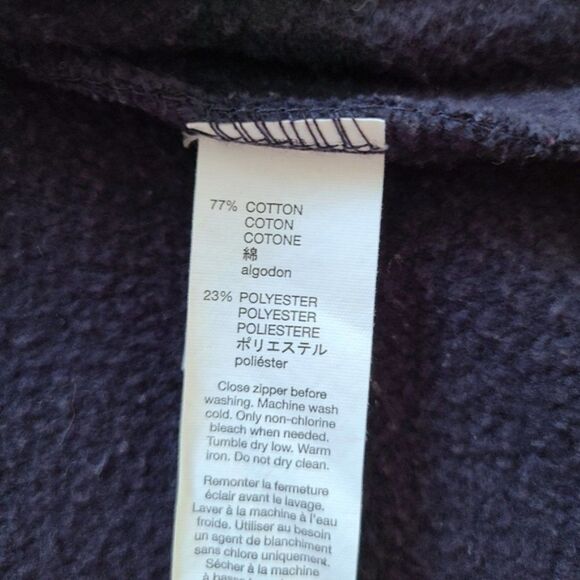 77% COTTON
COTON
COTONE
綿
algodon
23% POLYESTER
POLYESTER
POLIESTERE
ポリエステル
poliéster
Close zipper before
washing. Machine wash
cold. Only non-chlorine
bleach when needed.
Tumble dry low. Warm
iron. Do not dry clean.
Remonter la fermeture
éclair avant le lavage.
Laver à la machine à l'eau
froide. Utiliser au besoin
un agent de blanchiment
sans chlore uniquement.
Sécher à la machine